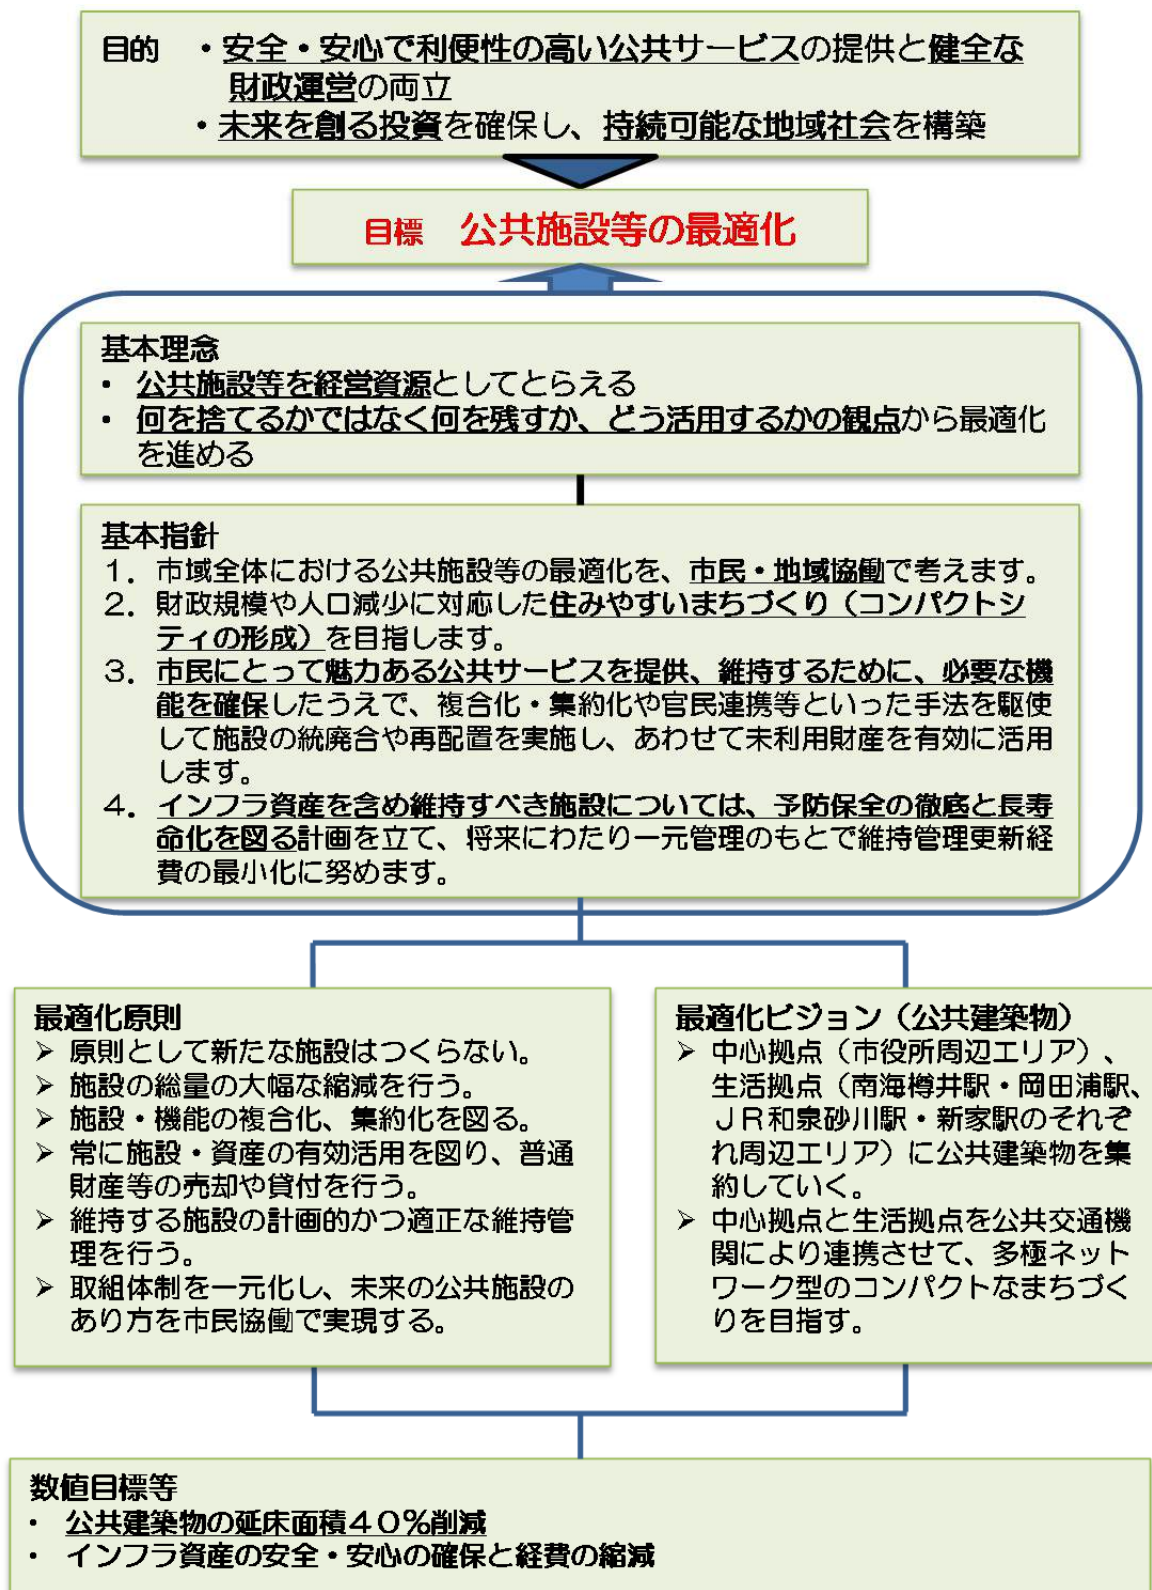 目的　・安全・安心で利便性の高い公共サービスの提供と健全な
財政運営の両立
・未来を創る投資を確保し、持続可能な地域社会を構築
目標　公共施設等の最適化
基本理念
・ 公共施設等を経営資源としてとらえる
・ 何を捨てるかではなく何を残すか、どう活用するかの観点から最適化
を進める
基本指針
１．市域全体における公共施設等の最適化を、市民・地域協働で考えます。
２．財政規模や人口減少に対応した住みやすいまちづくり（コンパクトシ
ティの形成）を目指します。
３．市民にとって魅力ある公共サービスを提供、維持するために、必要な機
能を確保したうえで、複合化・集約化や官民連携等といった手法を駆使
して施設の統廃合や再配置を実施し、あわせて未利用財産を有効に活用
します。
４．インフラ資産を含め維持すべき施設については、予防保全の徹底と長寿
命化を図る計画を立て、将来にわたり一元管理のもとで維持管理更新経
費の最小化に努めます。
最適化原則
➢ 原則として新たな施設はつくらない。
➢ 施設の総量の大幅な縮減を行う。
➢ 施設・機能の複合化、集約化を図る。
➢ 常に施設・資産の有効活用を図り、普通
財産等の売却や貸付を行う。
➢ 維持する施設の計画的かつ適正な維持管
理を行う。
➢ 取組体制を一元化し、未来の公共施設の
あり方を市民協働で実現する。
最適化ビジョン（公共建築物）
➢ 中心拠点（市役所周辺エリア）、
生活拠点（南海樽井駅・岡田浦駅、
ＪＲ和泉砂川駅・新家駅のそれぞ
れ周辺エリア）に公共建築物を集
約していく。
➢ 中心拠点と生活拠点を公共交通機
関により連携させて、多極ネット
ワーク型のコンパクトなまちづく
りを目指す。
数値目標等
・ 公共建築物の延床面積４０％削減
・ インフラ資産の安全・安心の確保と経費の縮減